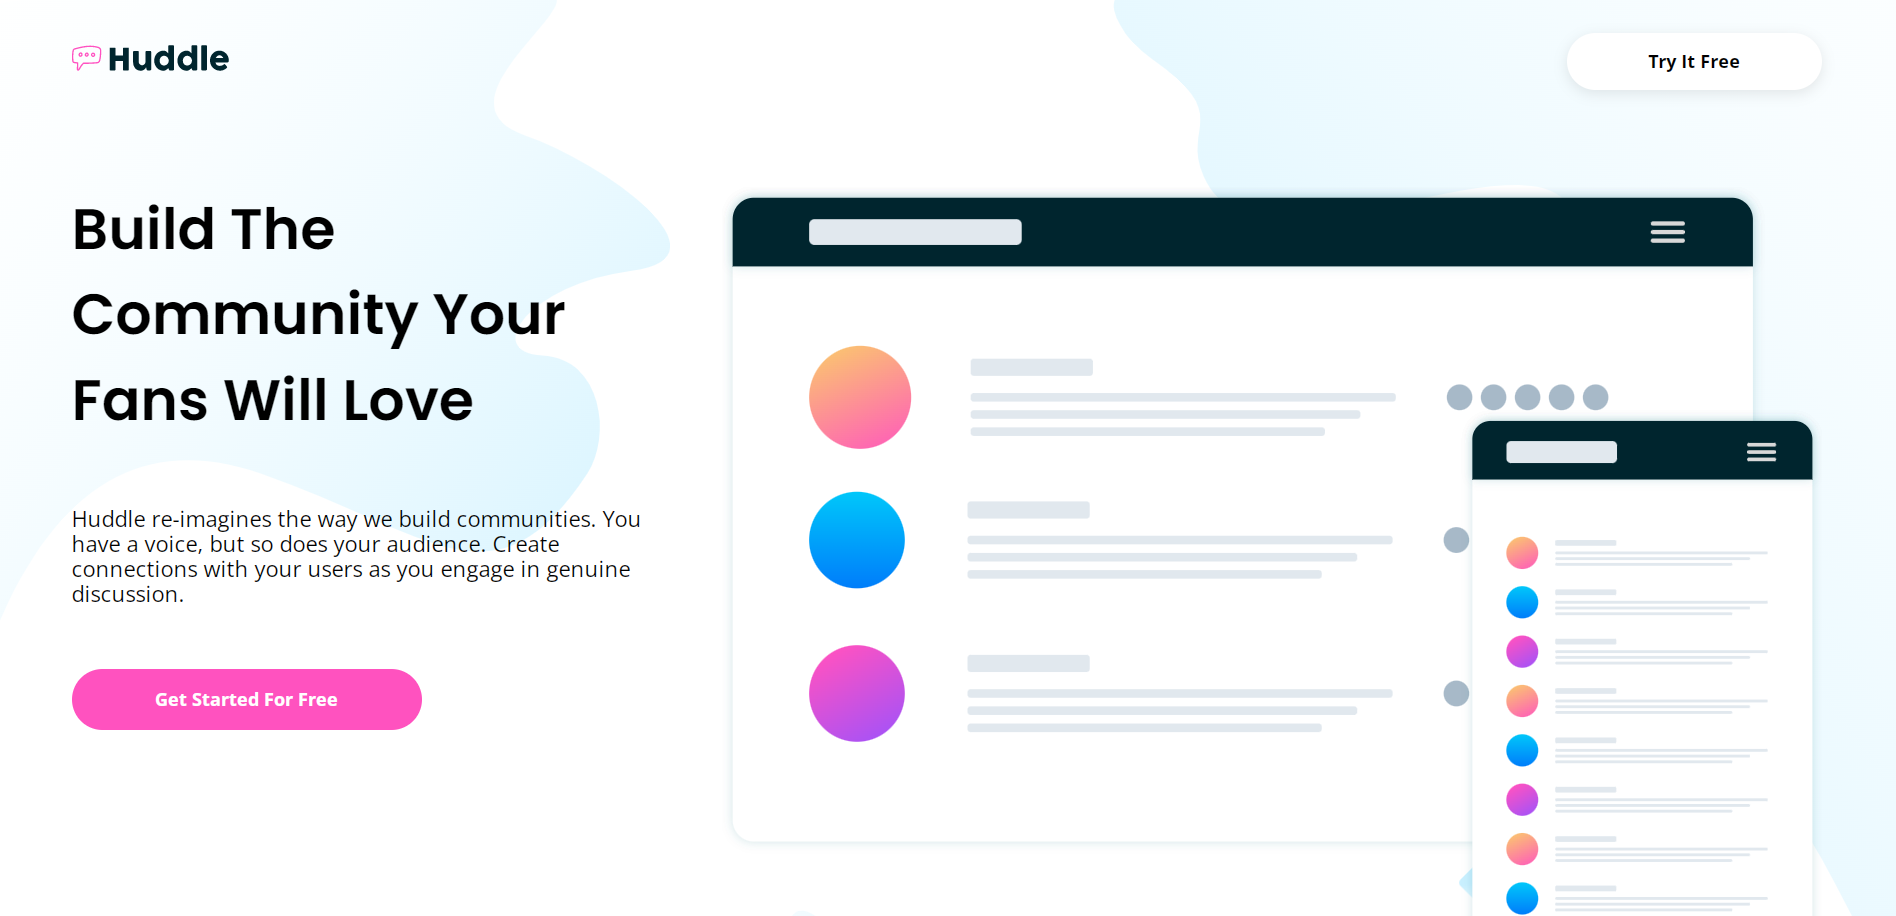 Huddle
Try It Free
Build The
Community Your
Fans Will Love
Huddle re-imagines the way we build communities. You
have a voice, but so does your audience. Create
connections with your users as you engage in genuine
discussion.
Get Started For Free